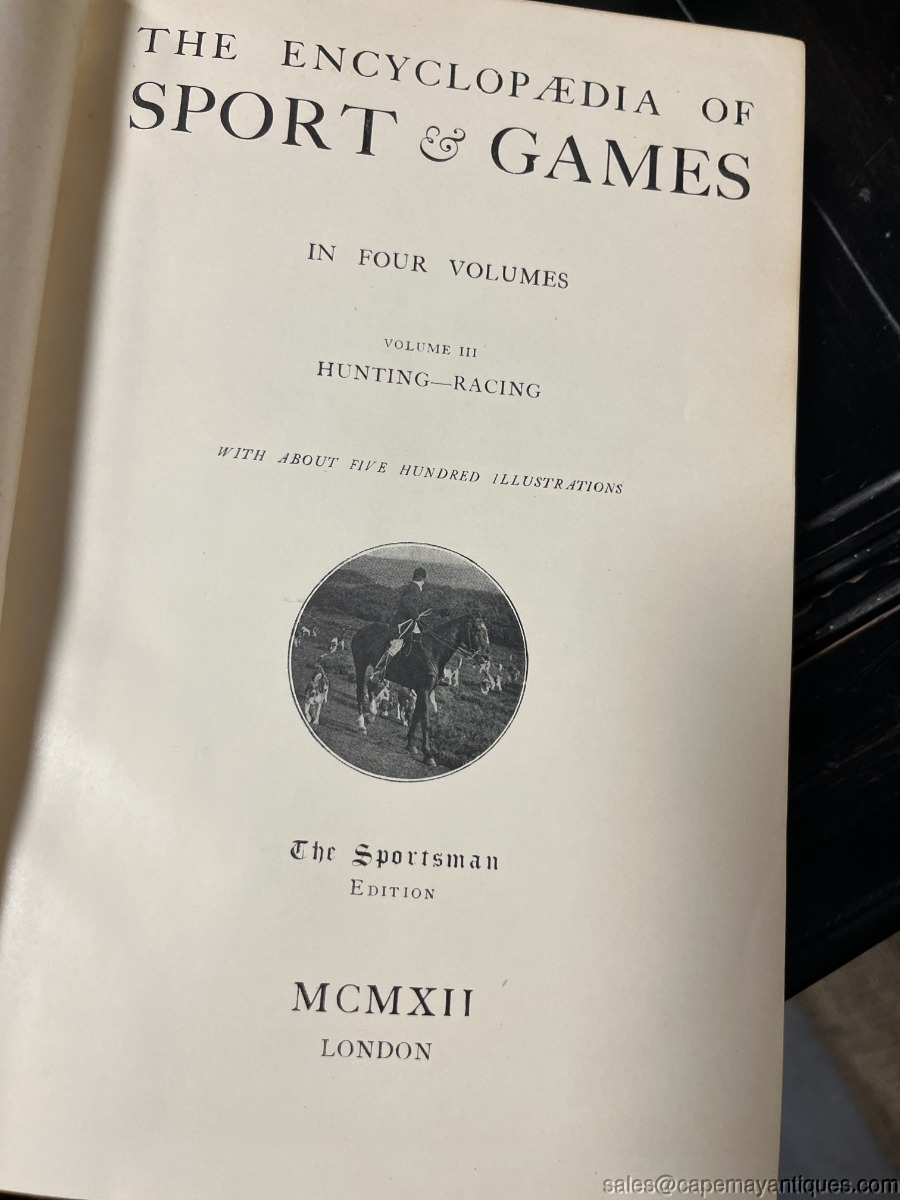 THE ENCYCLOPÆDIA OF
SPORT & GAMES
IN FOUR VOLUMES
VOLUME III
HUNTING—RACING
WITH ABOUT FIVE HUNDRED ILLUSTRATIONS
The Sportsman
EDITION
MCMXII
LONDON
sales@capemayantiques.com